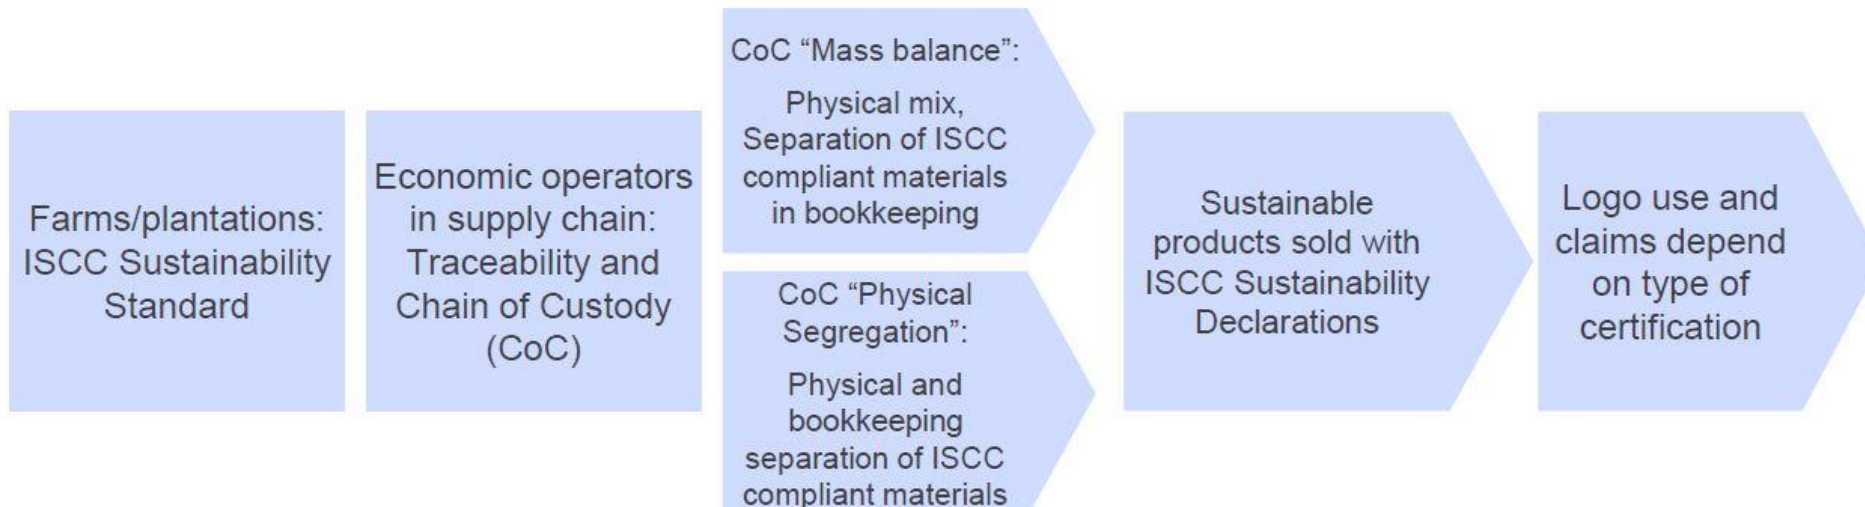 Farms/plantations:
ISCC Sustainability
Standard
Economic operators
in supply chain:
Traceability and
Chain of Custody
(CoC)
CoC “Mass balance”:
Physical mix,
Separation of ISCC
compliant materials
in bookkeeping
CoC “Physical
Segregation”:
Physical and
bookkeeping
separation of ISCC
compliant materials
Sustainable
products sold with
ISCC Sustainability
Declarations
Logo use and
claims depend
on type of
certification